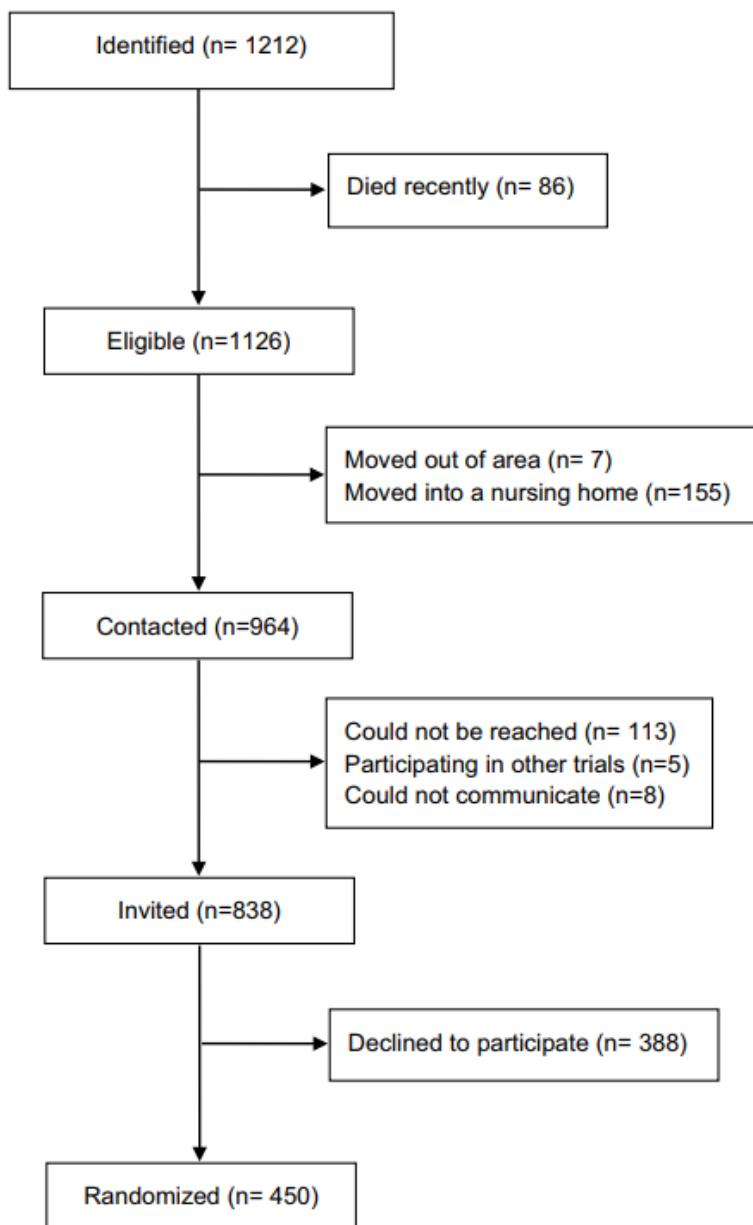 Identified (n= 1212)
Died recently (n= 86)
Eligible (n=1126)
Moved out of area (n= 7)
Moved into a nursing home (n=155)
Contacted (n=964)
Could not be reached (n= 113)
Participating in other trials (n=5)
Could not communicate (n=8)
Invited (n=838)
Declined to participate (n= 388)
Randomized (n= 450)